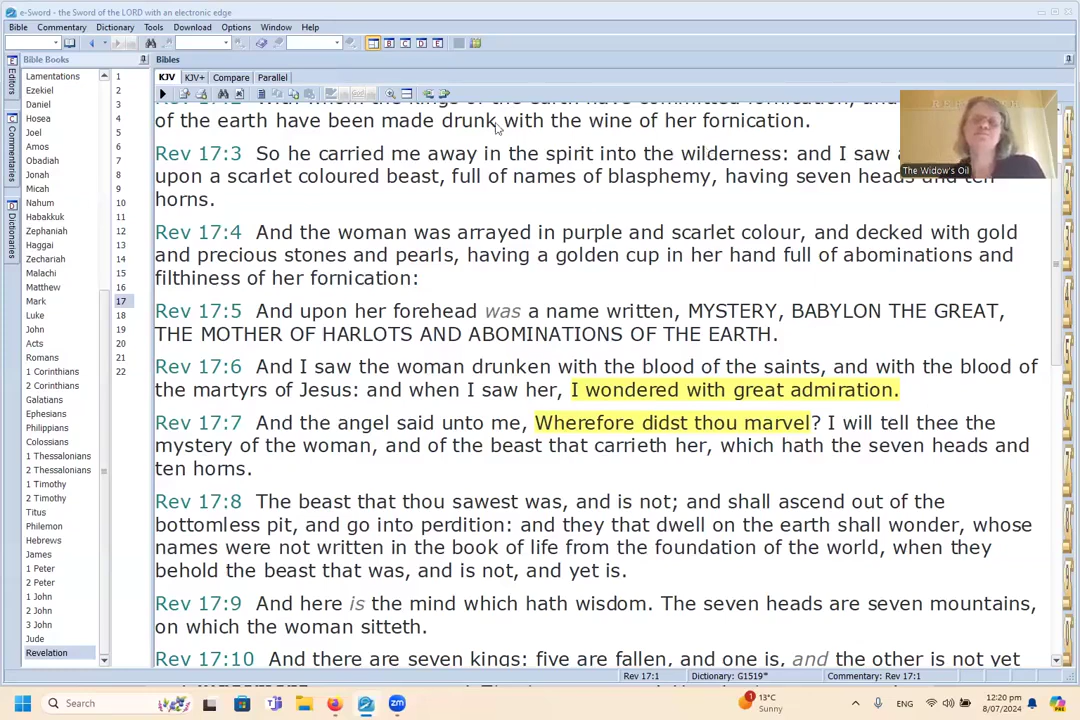 e-Sword - the Sword of the LORD with an electronic edge
Bible Commentary Dictionary Tools Download Options Window Help
B C D E
Bible Books
Bibles
KJV KJV+ Compare Parallel
Editors
Commentaries
Dictionaries
Lamentations
Ezekiel
Daniel
Hosea
Joel
Amos
Obadiah
Jonah
Micah
Nahum
Habakkuk
Zephaniah
Haggai
Zechariah
Malachi
Matthew
Mark
Luke
John
Acts
Romans
1 Corinthians
2 Corinthians
Galatians
Ephesians
Philippians
Colossians
1 Thessalonians
2 Thessalonians
1 Timothy
2 Timothy
Titus
Philemon
Hebrews
James
1 Peter
2 Peter
1 John
2 John
3 John
Jude
Revelation
1
2
3
4
5
6
7
8
9
10
11
12
13
14
15
16
17
18
19
20
21
22
of the earth have been made drunk with the wine of her fornication.
Rev 17:3 So he carried me away in the spirit into the wilderness: and I saw
upon a scarlet coloured beast, full of names of blasphemy, having seven heads and ten
horns.
Rev 17:4 And the woman was arrayed in purple and scarlet colour, and decked with gold
and precious stones and pearls, having a golden cup in her hand full of abominations and
filthiness of her fornication:
Rev 17:5 And upon her forehead was a name written, MYSTERY, BABYLON THE GREAT,
THE MOTHER OF HARLOTS AND ABOMINATIONS OF THE EARTH.
Rev 17:6 And I saw the woman drunken with the blood of the saints, and with the blood of
the martyrs of Jesus: and when I saw her, I wondered with great admiration.
Rev 17:7 And the angel said unto me, Wherefore didst thou marvel? I will tell thee the
mystery of the woman, and of the beast that carrieth her, which hath the seven heads and
ten horns.
Rev 17:8 The beast that thou sawest was, and is not; and shall ascend out of the
bottomless pit, and go into perdition: and they that dwell on the earth shall wonder, whose
names were not written in the book of life from the foundation of the world, when they
behold the beast that was, and is not, and yet is.
Rev 17:9 And here is the mind which hath wisdom. The seven heads are seven mountains,
on which the woman sitteth.
Rev 17:10 And there are seven kings: five are fallen, and one is, and the other is not yet
The Widow's Oil
Rev 17:1 Dictionary: G1519* Commentary: Rev 17:1
Search
1
13°C
Sunny
ENG
12:20 pm
8/07/2024